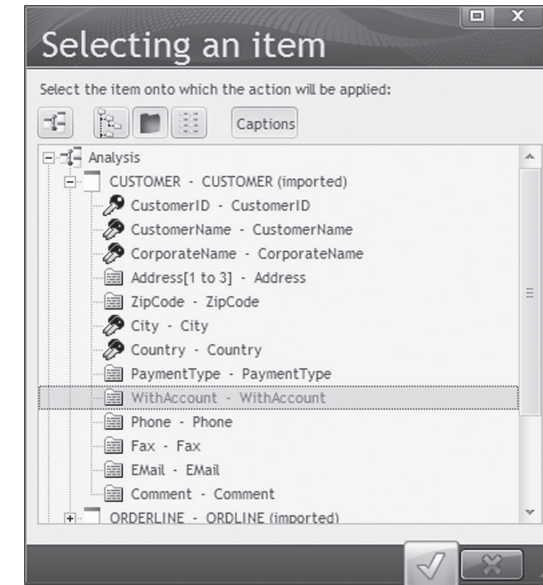 Selecting an item
Select the item onto which the action will be applied:
Captions
Analysis
CUSTOMER - CUSTOMER (imported)
CustomerID - CustomerID
CustomerName - CustomerName
CorporateName - CorporateName
Address[1 to 3] - Address
ZipCode - ZipCode
City - City
Country - Country
PaymentType - PaymentType
WithAccount - WithAccount
Phone - Phone
Fax - Fax
EMail - EMail
Comment - Comment
ORDERLINE - ORDLINE (imported)